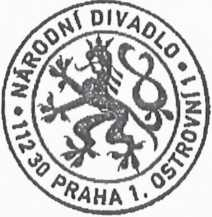 • NÁRODNÍ DIVADLO •
112 30 PRAHA 1. OSTROVNÍ 1